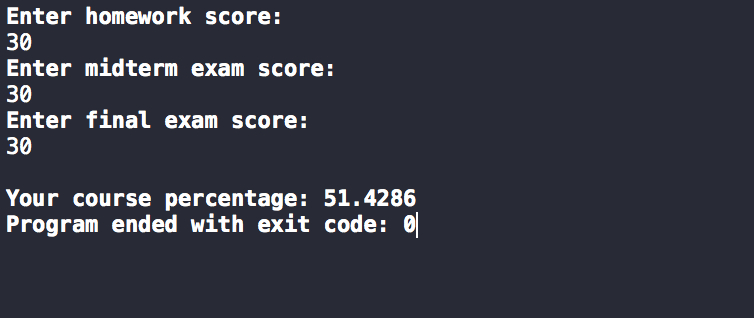 Enter homework score:
30
Enter midterm exam score:
30
Enter final exam score:
30
Your course percentage: 51.4286
Program ended with exit code: 0